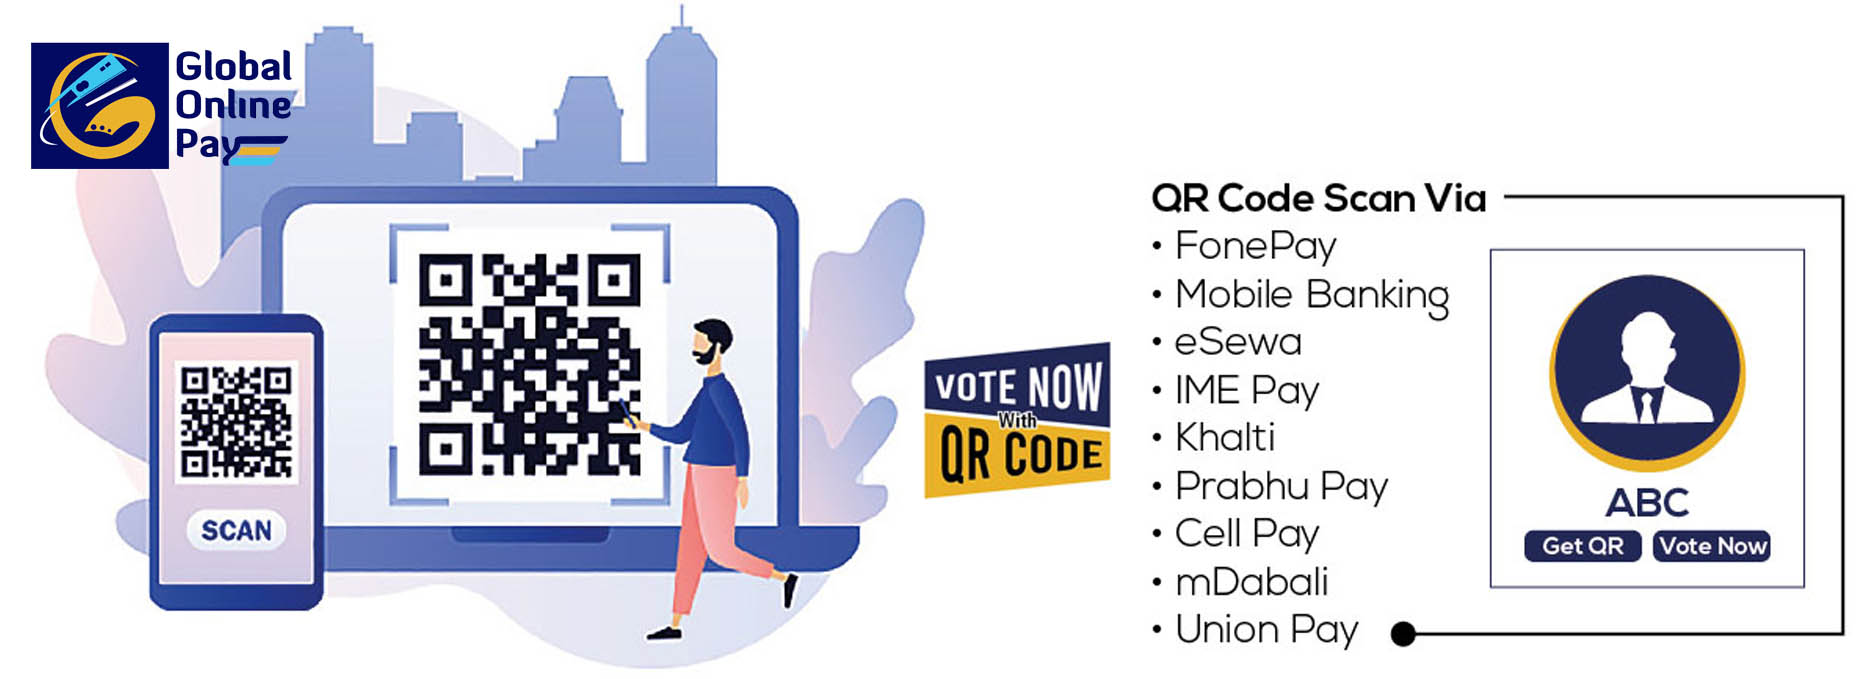 Global
Online
Pay
SCAN
VOTE NOW
With
QR CODE
QR Code Scan Via
• FonePay
• Mobile Banking
• eSewa
• IME Pay
• Khalti
• Prabhu Pay
• Cell Pay
• mDabali
• Union Pay
ABC
Get QR
Vote Now